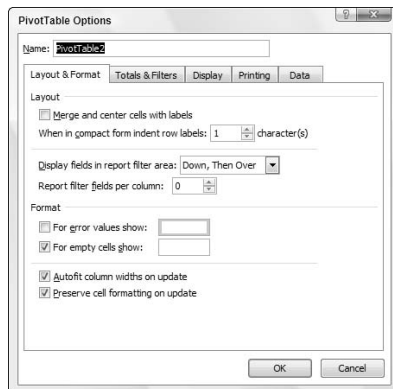 PivotTable Options
Name: PivotTable2
Layout & Format Totals & Filters Display Printing Data
Layout
Merge and center cells with labels
When in compact form indent row labels: 1 character(s)
Display fields in report filter area: Down, Then Over
Report filter fields per column: 0
Format
For error values show:
For empty cells show:
Autofit column widths on update
Preserve cell formatting on update
OK Cancel